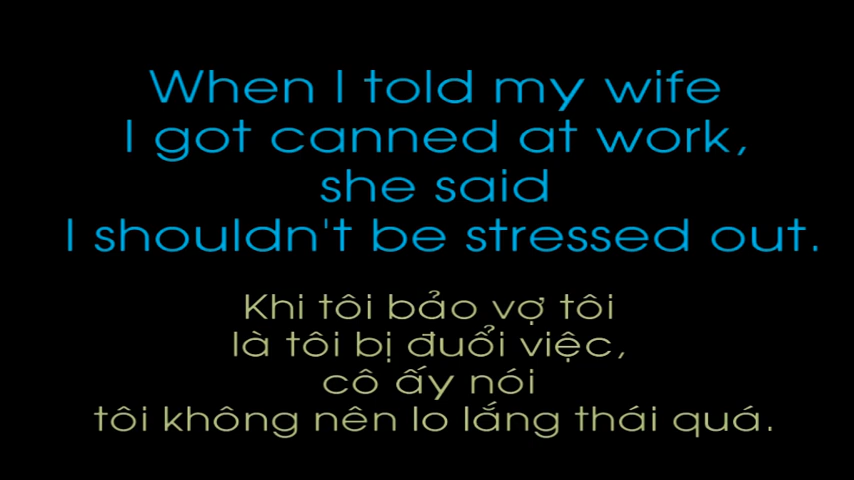 When I told my wife
I got canned at work,
she said
I shouldn't be stressed out.
Khi tôi bảo vợ tôi
là tôi bị đuổi việc,
cô ấy nói
tôi không nên lo lắng thái quá.